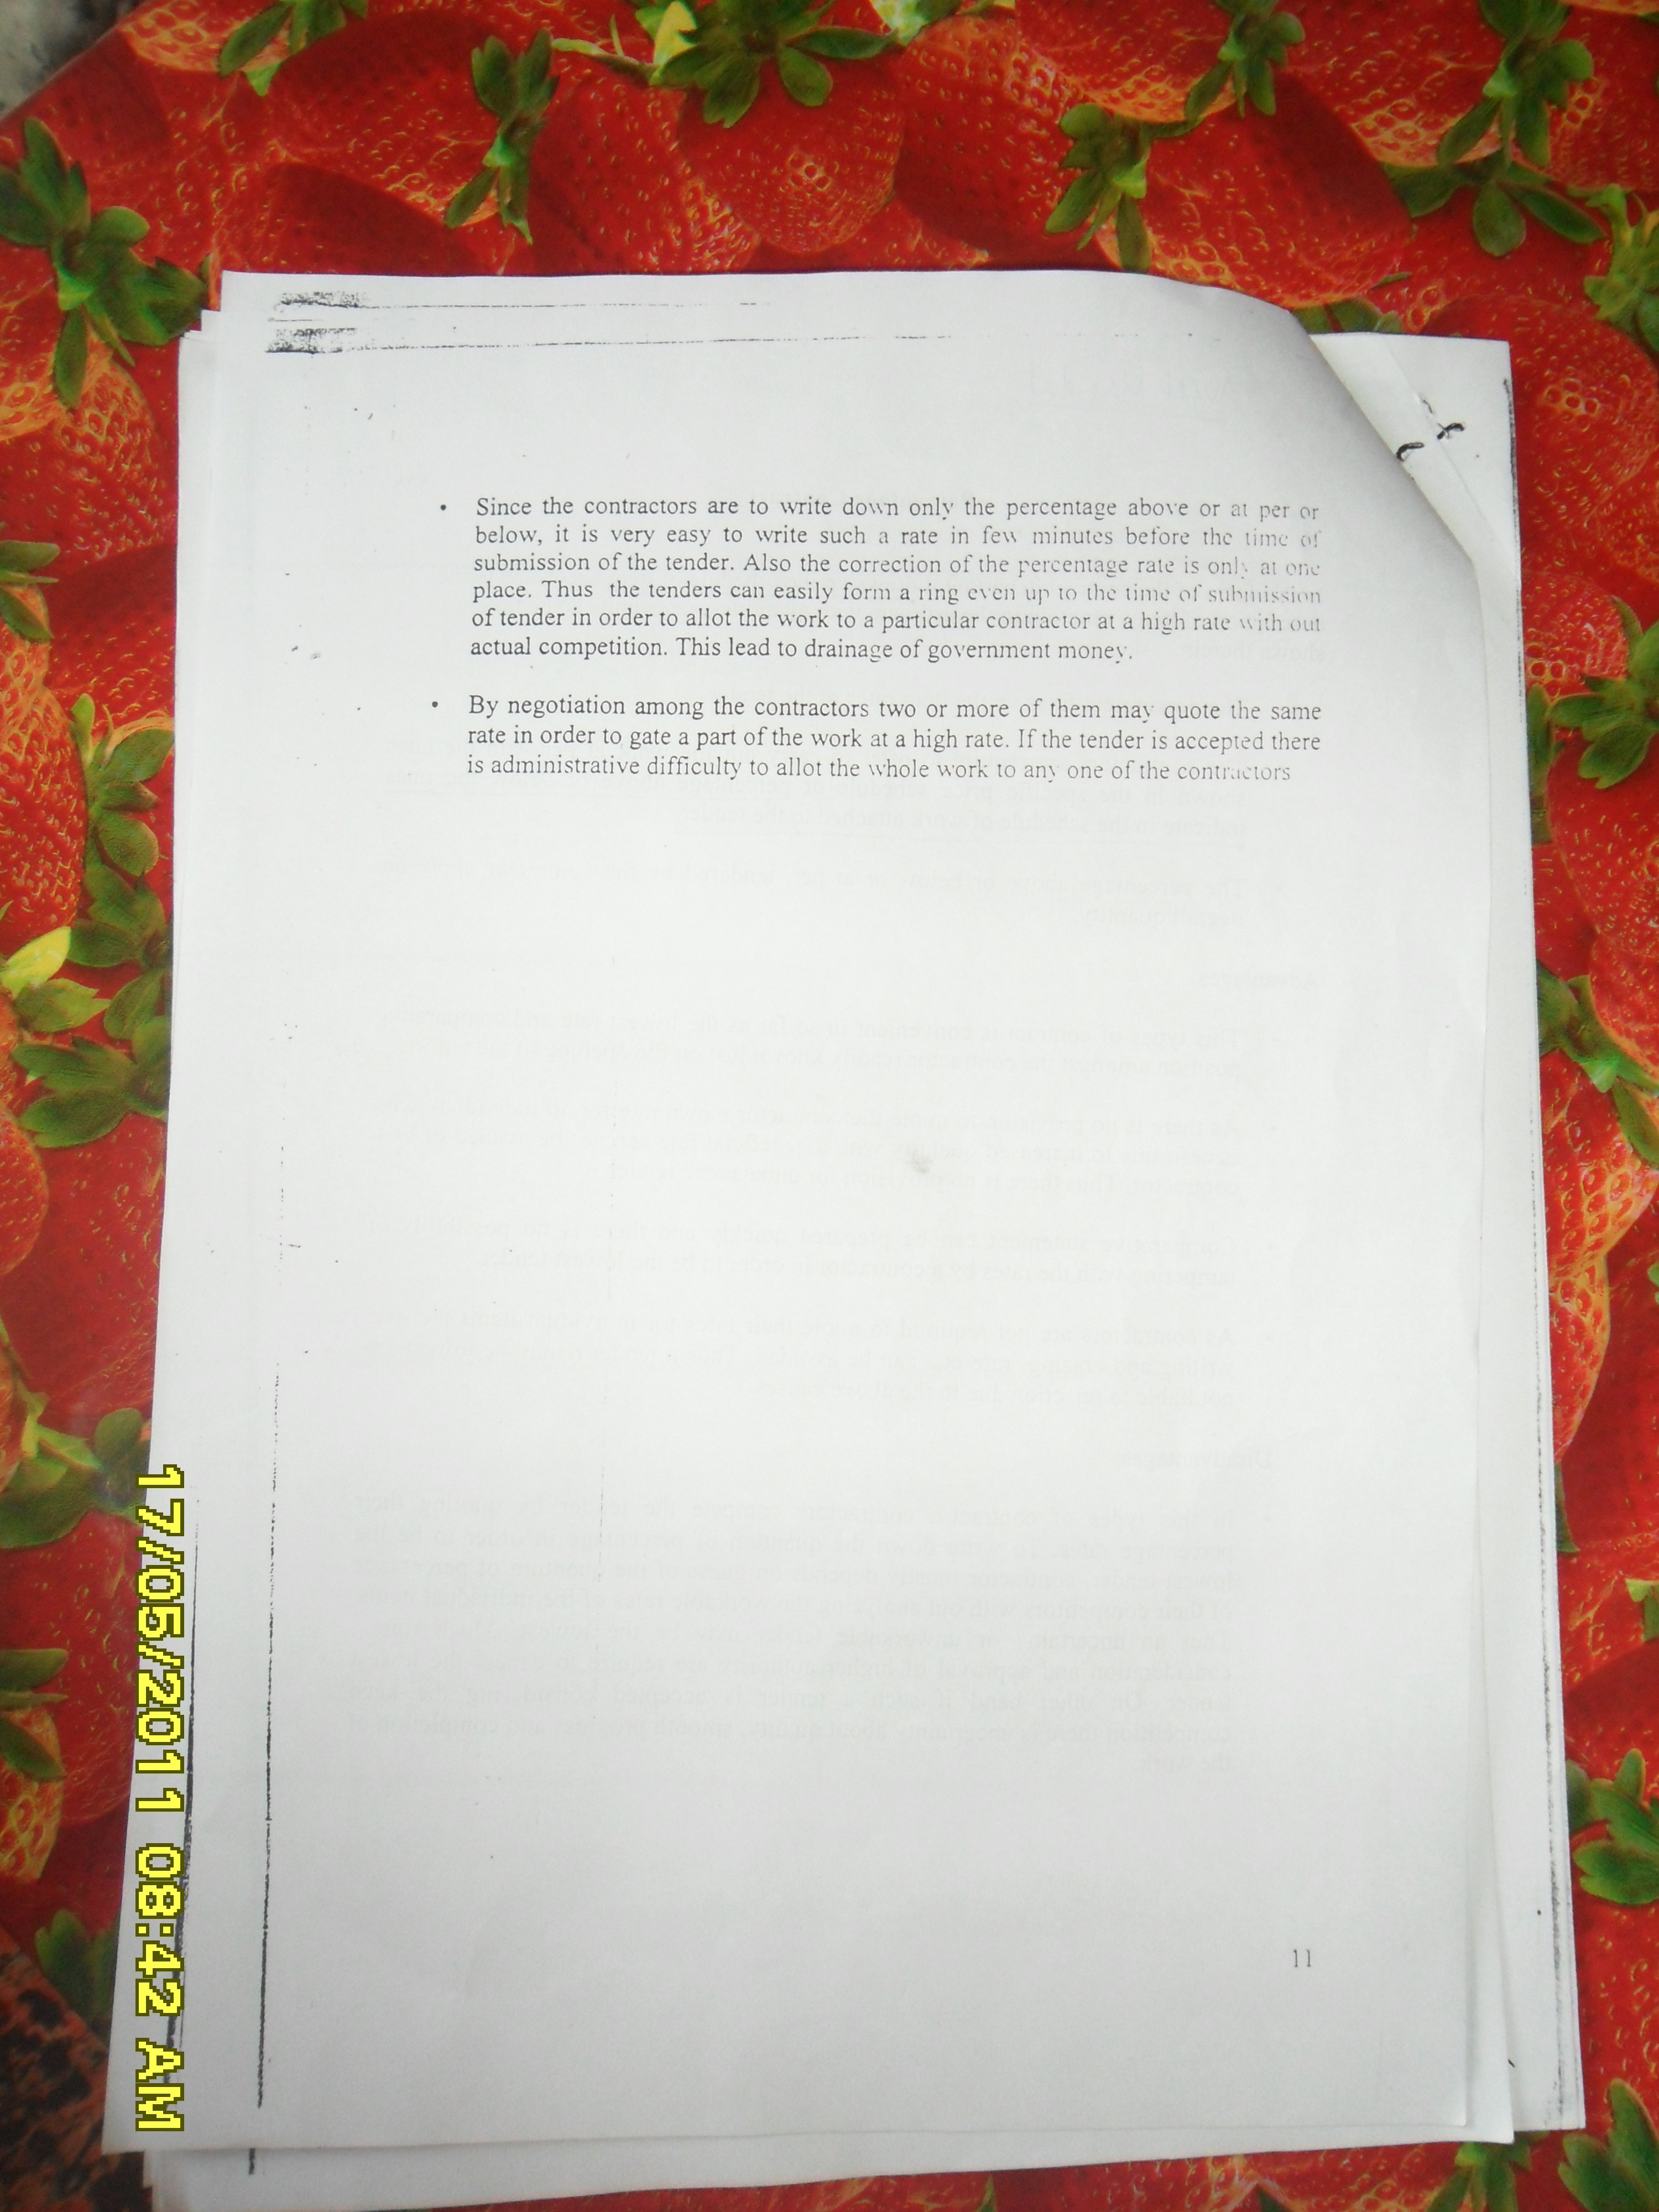 • Since the contractors are to write down only the percentage above or at per or
below, it is very easy to write such a rate in few minutes before the time of
submission of the tender. Also the correction of the percentage rate is only at one
place. Thus the tenders can easily form a ring even up to the time of submission
of tender in order to allot the work to a particular contractor at a high rate with out
actual competition. This lead to drainage of government money.
• By negotiation among the contractors two or more of them may quote the same
rate in order to gate a part of the work at a high rate. If the tender is accepted there
is administrative difficulty to allot the whole work to any one of the contractors
11
17/05/2011 08:42 AM